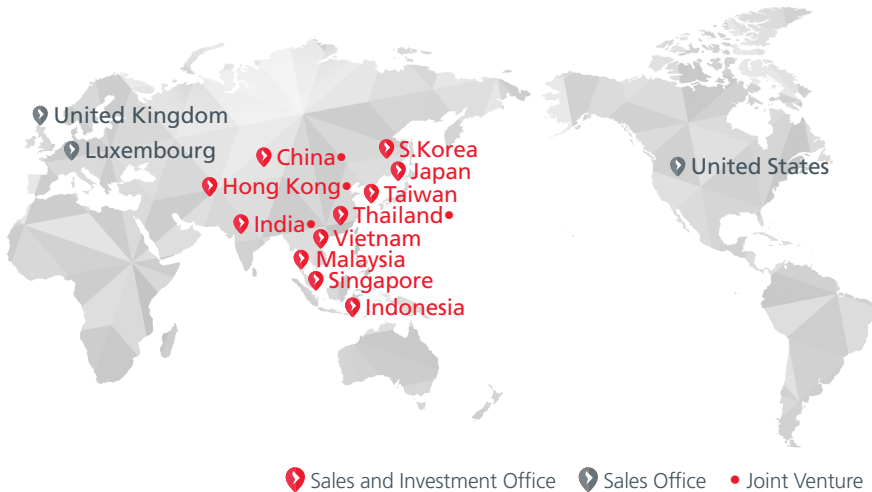 United Kingdom
Luxembourg
China•
S.Korea
Japan
United States
Hong Kong•
Taiwan
Thailand•
India•
Vietnam
Malaysia
Singapore
Indonesia
Sales and Investment Office Sales Office • Joint Venture